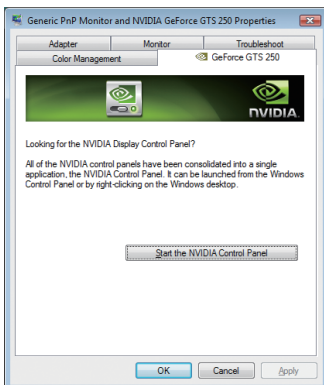 Generic PnP Monitor and NVIDIA GeForce GTS 250 Properties
Adapter
Monitor
Troubleshoot
Color Management
GeForce GTS 250
NVIDIA.
Looking for the NVIDIA Display Control Panel?
All of the NVIDIA control panels have been consolidated into a single
application, the NVIDIA Control Panel. It can be launched from the Windows
Control Panel or by right-clicking on the Windows desktop.
Start the NVIDIA Control Panel
OK
Cancel
Apply